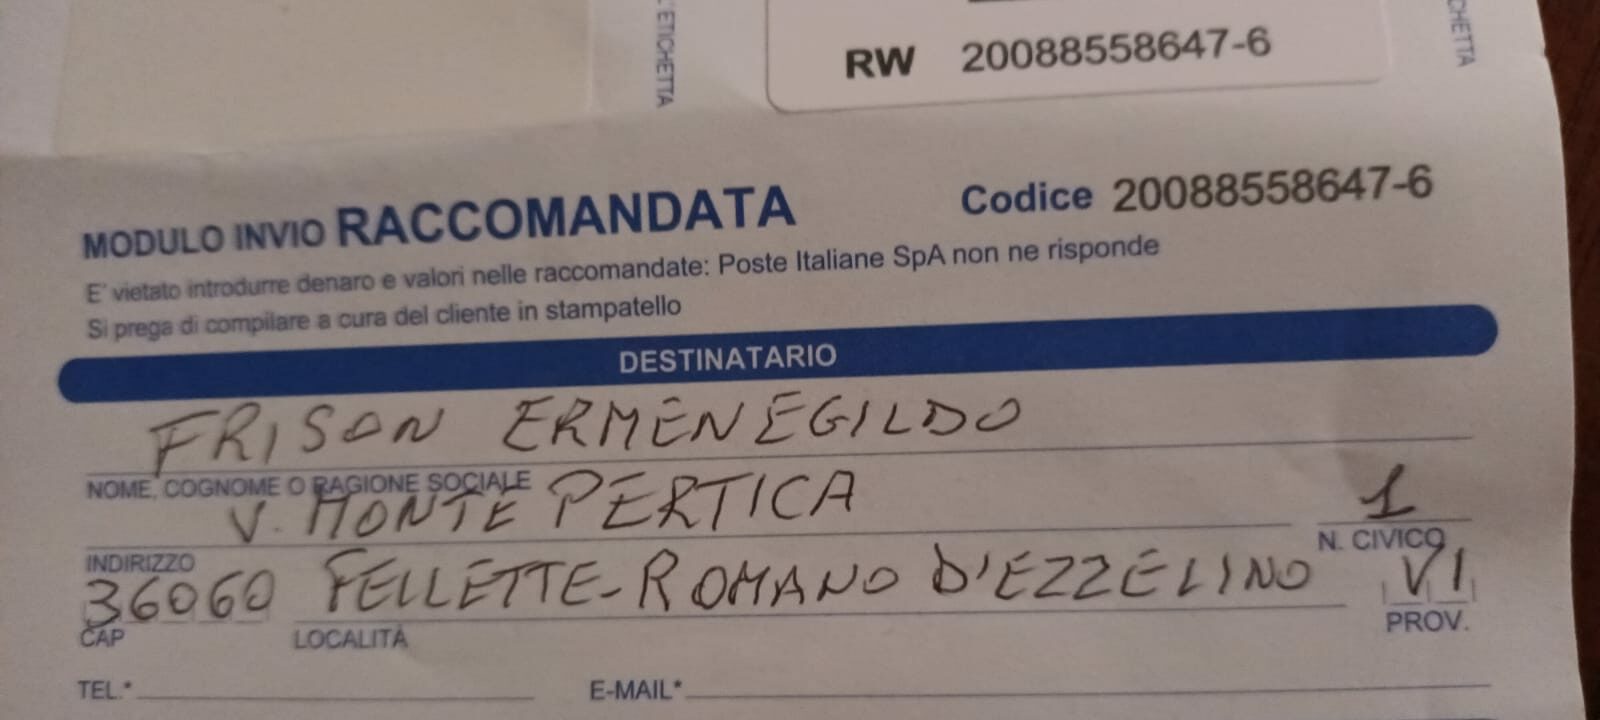 L'ETICHETTA
CHETTA
RW 20088558647-6
MODULO INVIO RACCOMANDATA Codice 20088558647-6
E' vietato introdurre denaro e valori nelle raccomandate: Poste Italiane SpA non ne risponde
Si prega di compilare a cura del cliente in stampatello
DESTINATARIO
FRISON ERMENEGILDO
NOME, COGNOME O RAGIONE SOCIALE
V. MONTE PERTICA 1
INDIRIZZO N. CIVICO
36060 FELLETTE-ROMANO D'EZZELINO VI
CAP LOCALITÀ PROV.
TEL.* E-MAIL*